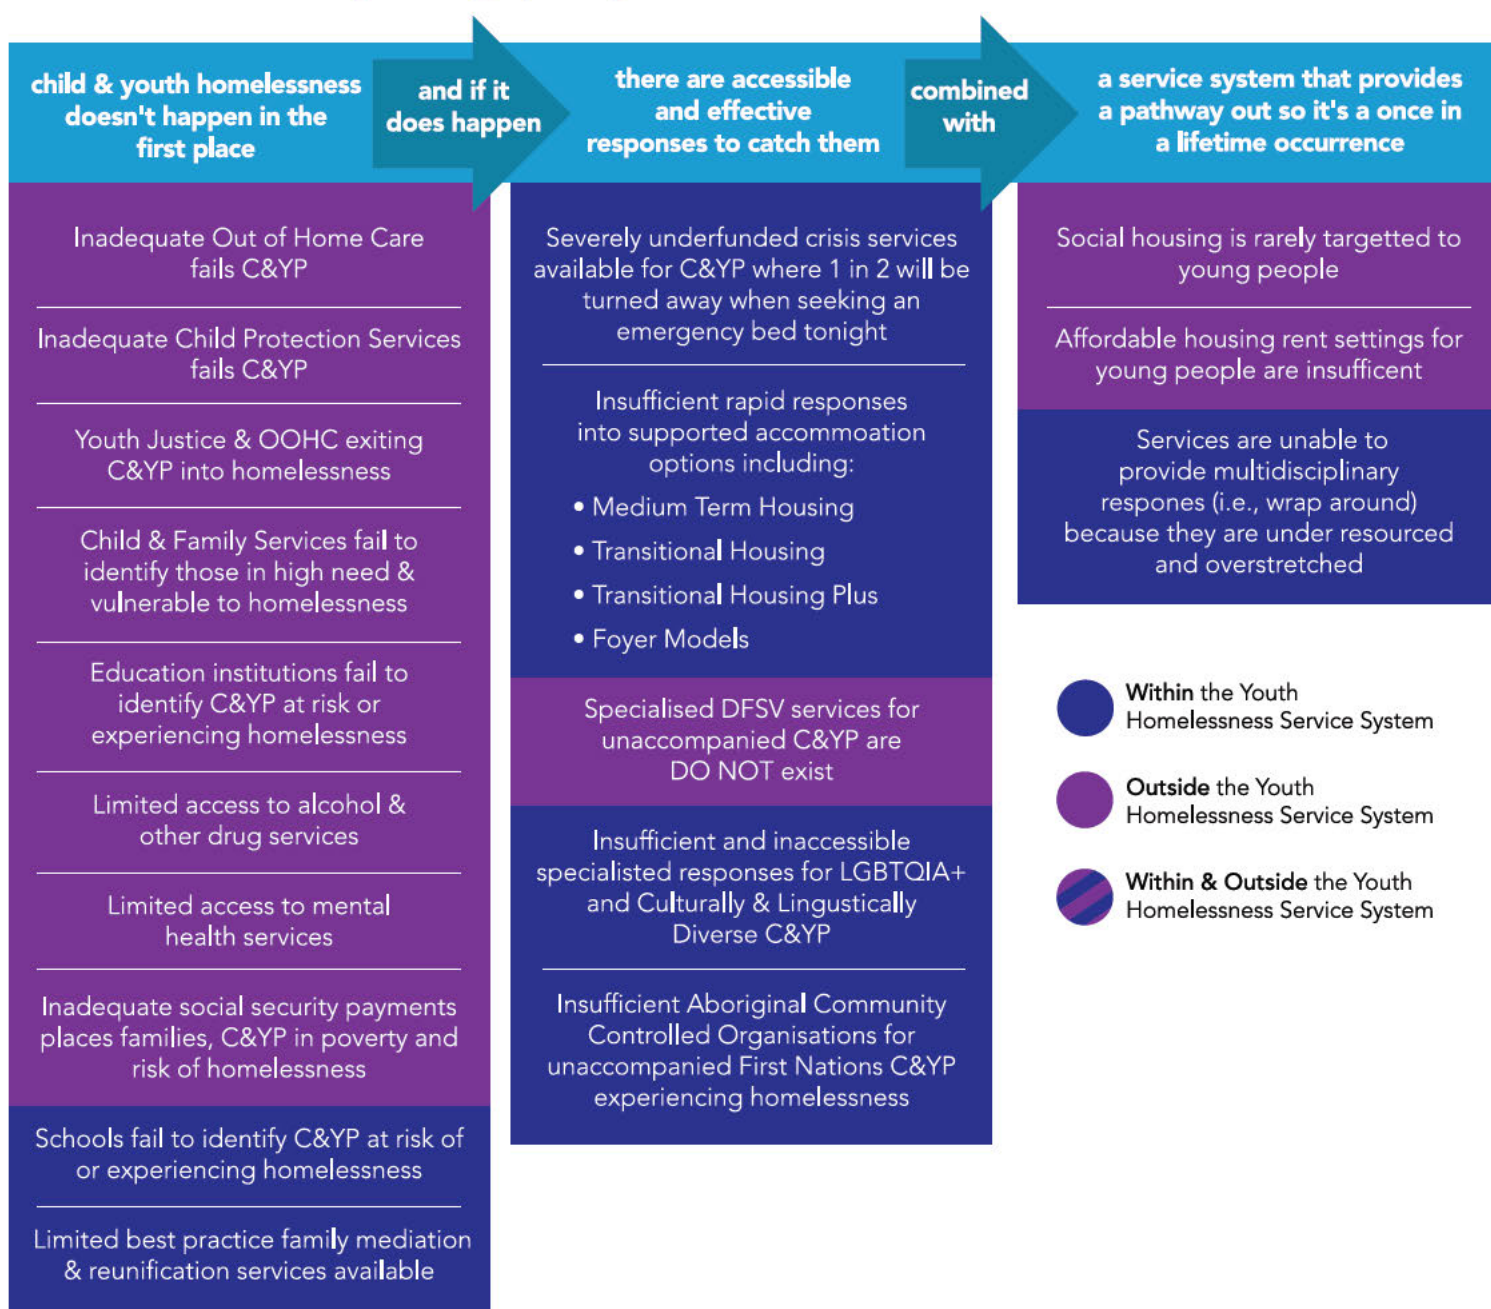 child & youth homelessness
doesn't happen in the
first place
and if it
does happen
there are accessible
and effective
responses to catch them
combined
with
a service system that provides
a pathway out so it's a once in
a lifetime occurrence
Inadequate Out of Home Care
fails C&YP
Inadequate Child Protection Services
fails C&YP
Youth Justice & OOHC exiting
C&YP into homelessness
Child & Family Services fail to
identify those in high need &
vulnerable to homelessness
Education institutions fail to
identify C&YP at risk or
experiencing homelessness
Limited access to alcohol &
other drug services
Limited access to mental
health services
Inadequate social security payments
places families, C&YP in poverty and
risk of homelessness
Schools fail to identify C&YP at risk of
or experiencing homelessness
Limited best practice family mediation
& reunification services available
Severely underfunded crisis services
available for C&YP where 1 in 2 will be
turned away when seeking an
emergency bed tonight
Insufficient rapid responses
into supported accommoation
options including:
• Medium Term Housing
• Transitional Housing
• Transitional Housing Plus
• Foyer Models
Specialised DFSV services for
unaccompanied C&YP are
DO NOT exist
Insufficient and inaccessible
specialisted responses for LGBTQIA+
and Culturally & Lingustically
Diverse C&YP
Insufficient Aboriginal Community
Controlled Organisations for
unaccompanied First Nations C&YP
experiencing homelessness
Social housing is rarely targetted to
young people
Affordable housing rent settings for
young people are insufficent
Services are unable to
provide multidisciplinary
respones (i.e., wrap around)
because they are under resourced
and overstretched
Within the Youth
Homelessness Service System
Outside the Youth
Homelessness Service System
Within & Outside the Youth
Homelessness Service System